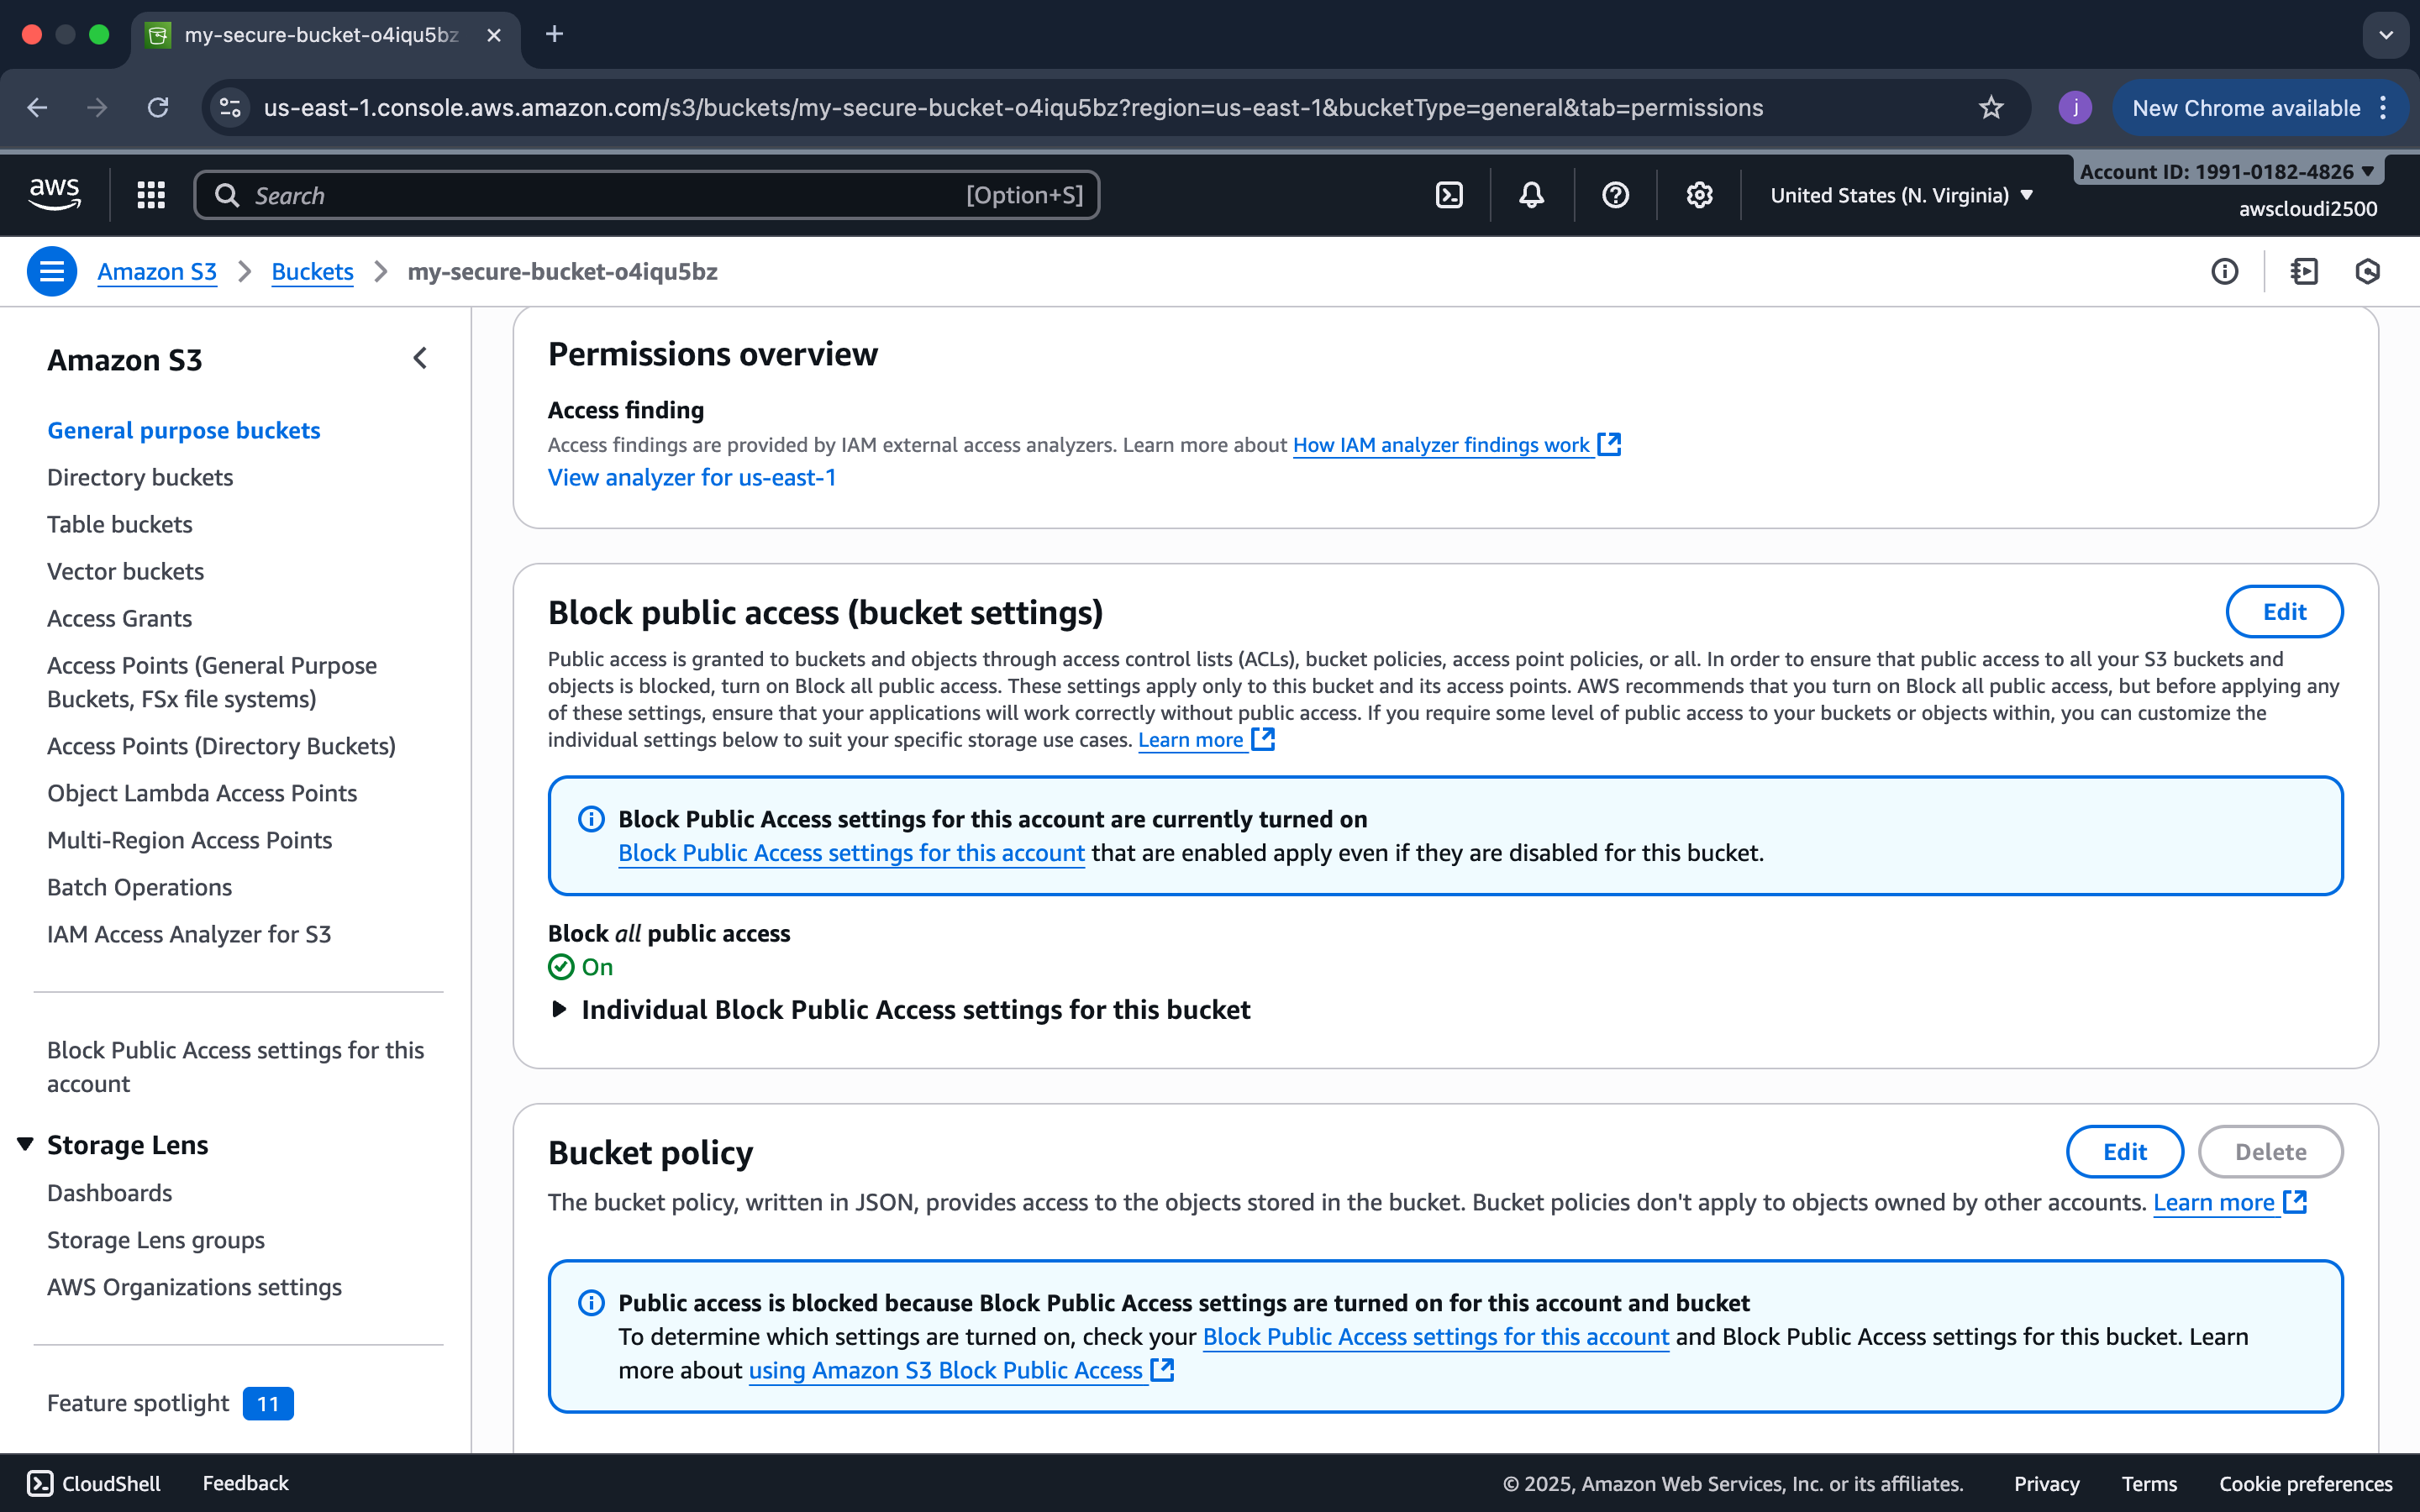 my-secure-bucket-o4iqu5bz
us-east-1.console.aws.amazon.com/s3/buckets/my-secure-bucket-o4iqu5bz?region=us-east-1&bucketType=general&tab=permissions
j
New Chrome available
aws
Search
[Option+S]
United States (N. Virginia)
Account ID: 1991-0182-4826
awscloudi2500
Amazon S3
Buckets
my-secure-bucket-o4iqu5bz
Amazon S3
General purpose buckets
Directory buckets
Table buckets
Vector buckets
Access Grants
Access Points (General Purpose
Buckets, FSx file systems)
Access Points (Directory Buckets)
Object Lambda Access Points
Multi-Region Access Points
Batch Operations
IAM Access Analyzer for S3
Block Public Access settings for this
account
Storage Lens
Dashboards
Storage Lens groups
AWS Organizations settings
Feature spotlight 11
Permissions overview
Access finding
Access findings are provided by IAM external access analyzers. Learn more about How IAM analyzer findings work
View analyzer for us-east-1
Block public access (bucket settings)
Edit
Public access is granted to buckets and objects through access control lists (ACLs), bucket policies, access point policies, or all. In order to ensure that public access to all your S3 buckets and
objects is blocked, turn on Block all public access. These settings apply only to this bucket and its access points. AWS recommends that you turn on Block all public access, but before applying any
of these settings, ensure that your applications will work correctly without public access. If you require some level of public access to your buckets or objects within, you can customize the
individual settings below to suit your specific storage use cases. Learn more
Block Public Access settings for this account are currently turned on
Block Public Access settings for this account that are enabled apply even if they are disabled for this bucket.
Block all public access
On
Individual Block Public Access settings for this bucket
Bucket policy
Edit
Delete
The bucket policy, written in JSON, provides access to the objects stored in the bucket. Bucket policies don't apply to objects owned by other accounts. Learn more
Public access is blocked because Block Public Access settings are turned on for this account and bucket
To determine which settings are turned on, check your Block Public Access settings for this account and Block Public Access settings for this bucket. Learn
more about using Amazon S3 Block Public Access
CloudShell
Feedback
© 2025, Amazon Web Services, Inc. or its affiliates.
Privacy
Terms
Cookie preferences